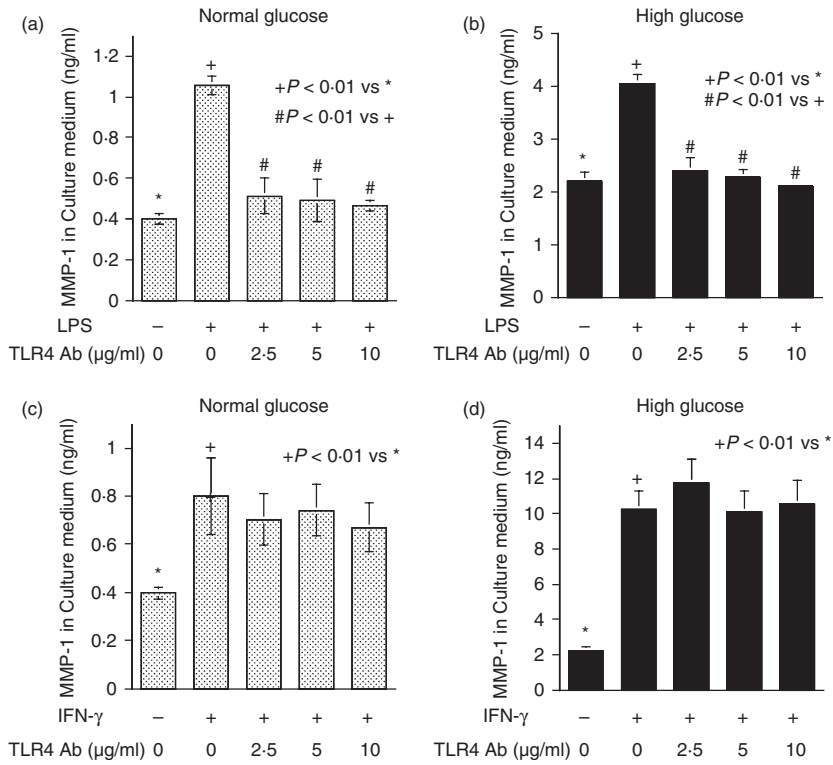 (a) Normal glucose
MMP-1 in Culture medium (ng/ml)
1·2
1
0·8
0·6
0·4
0·2
0
+P < 0·01 vs *
#P < 0·01 vs +
* + # # #
LPS – + + + +
TLR4 Ab (μg/ml) 0 0 2·5 5 10
(b) High glucose
MMP-1 in Culture medium (ng/ml)
5
4
3
2
1
0
+P < 0·01 vs *
#P < 0·01 vs +
* + # # #
LPS – + + + +
TLR4 Ab (μg/ml) 0 0 2·5 5 10
(c) Normal glucose
MMP-1 in Culture medium (ng/ml)
1
0·8
0·6
0·4
0·2
0
+P < 0·01 vs *
* +
IFN-γ – + + + +
TLR4 Ab (μg/ml) 0 0 2·5 5 10
(d) High glucose
MMP-1 in Culture medium (ng/ml)
14
12
10
8
6
4
2
0
+P < 0·01 vs *
* +
IFN-γ – + + + +
TLR4 Ab (μg/ml) 0 0 2·5 5 10